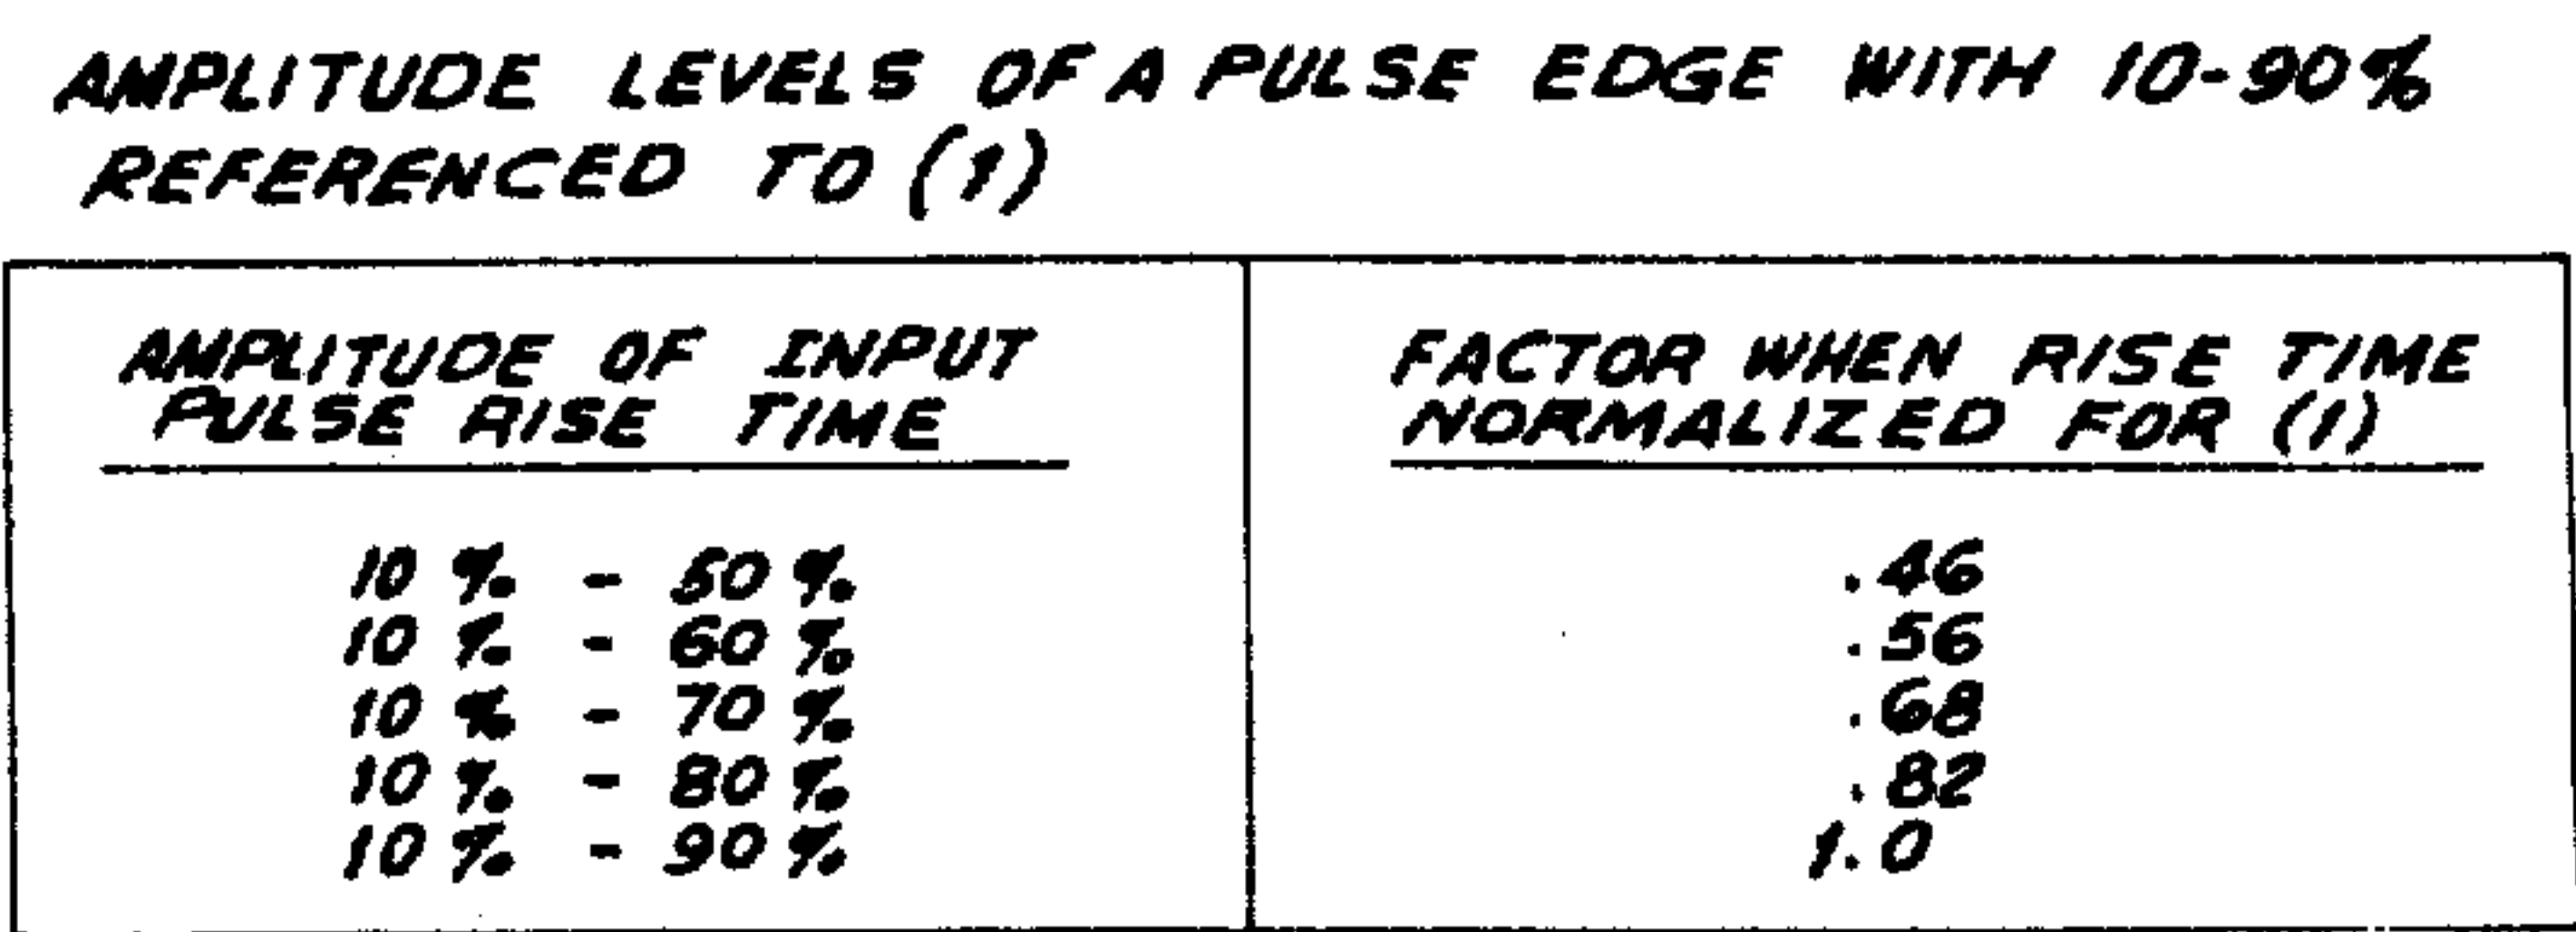 AMPLITUDE LEVELS OF A PULSE EDGE WITH 10-90%
REFERENCED TO (1)
AMPLITUDE OF INPUT
PULSE RISE TIME
FACTOR WHEN RISE TIME
NORMALIZED FOR (1)
10% - 50% .46
10% - 60% .56
10% - 70% .68
10% - 80% .82
10% - 90% 1.0